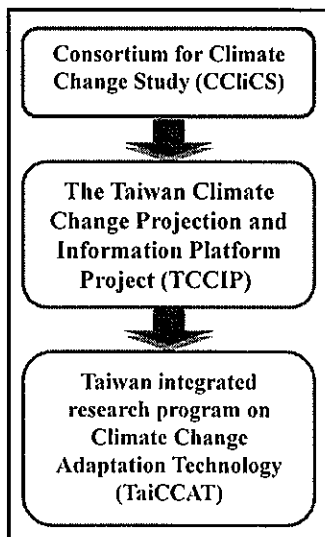 Consortium for Climate
Change Study (CCliCS)
The Taiwan Climate
Change Projection and
Information Platform
Project (TCCIP)
Taiwan integrated
research program on
Climate Change
Adaptation Technology
(TaiCCAT)